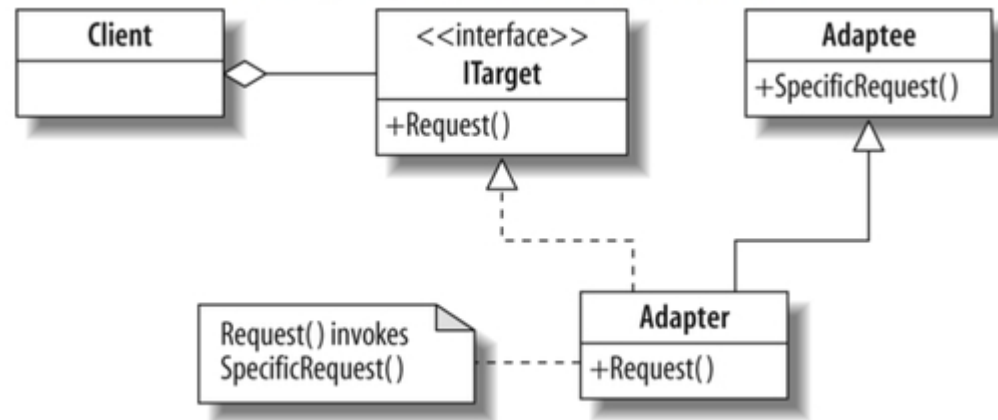 Client
<<interface>>
ITarget
+Request()
Adaptee
+SpecificRequest()
Request() invokes
SpecificRequest()
Adapter
+Request()